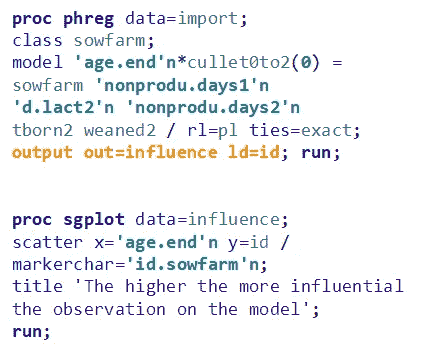 proc phreg data=import;
class sowfarm;
model 'age.end'n*cullet0to2(0) =
sowfarm 'nonprodu.days1'n
'd.lact2'n 'nonprodu.days2'n
tborn2 weaned2 / rl=pl ties=exact;
output out=influence ld=id; run;
proc sgplot data=influence;
scatter x='age.end'n y=id /
markerchar='id.sowfarm'n;
title 'The higher the more influential
the observation on the model';
run;